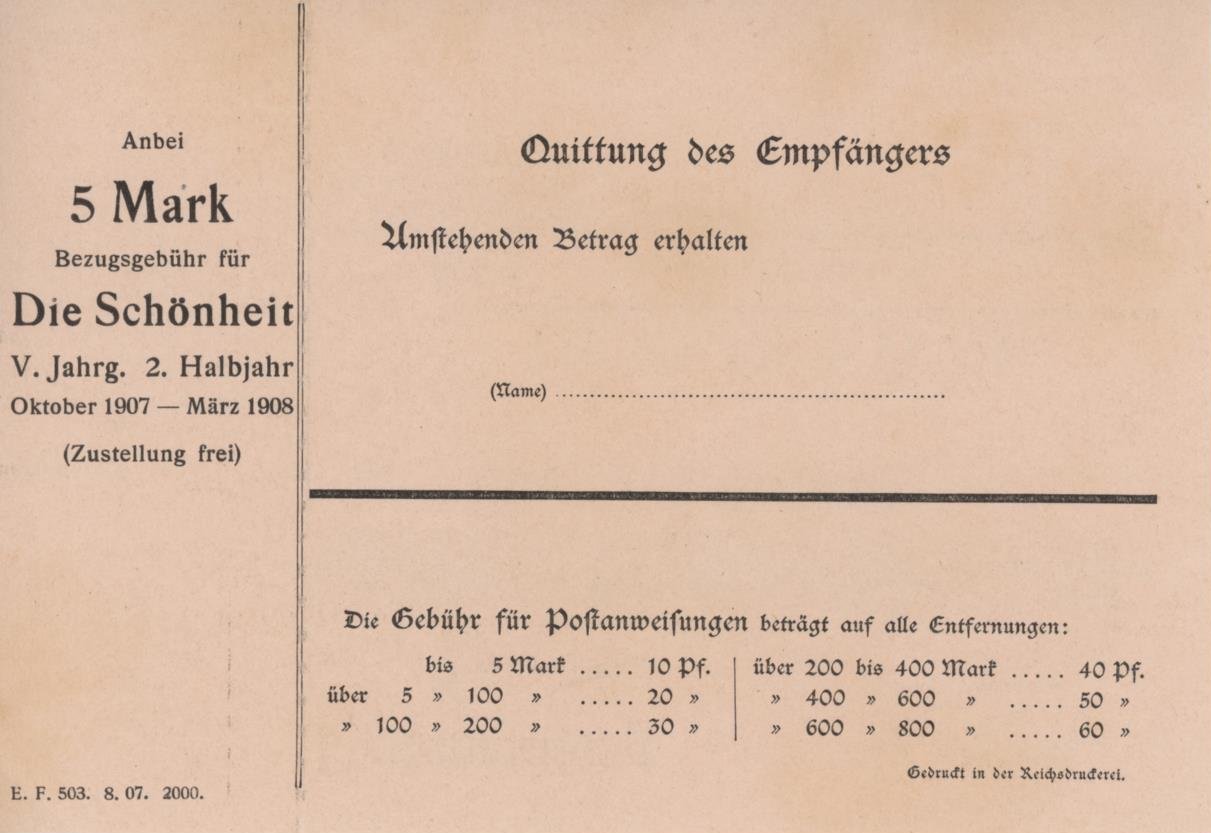 Anbei
5 Mark
Bezugsgebühr für
Die Schönheit
V. Jahrg. 2. Halbjahr
Oktober 1907 — März 1908
(Zustellung frei)
E. F. 503. 8. 07. 2000.
Quittung des Empfängers
Umſtehenden Betrag erhalten
(Name) ....................................................
Die Gebühr für Poſtanweiſungen beträgt auf alle Entfernungen:
bis 5 Mark ..... 10 Pf.
über 5 » 100 » ..... 20 »
» 100 » 200 » ..... 30 »
über 200 bis 400 Mark ..... 40 Pf.
» 400 » 600 » ..... 50 »
» 600 » 800 » ..... 60 »
Gedruckt in der Reichsdruckerei.